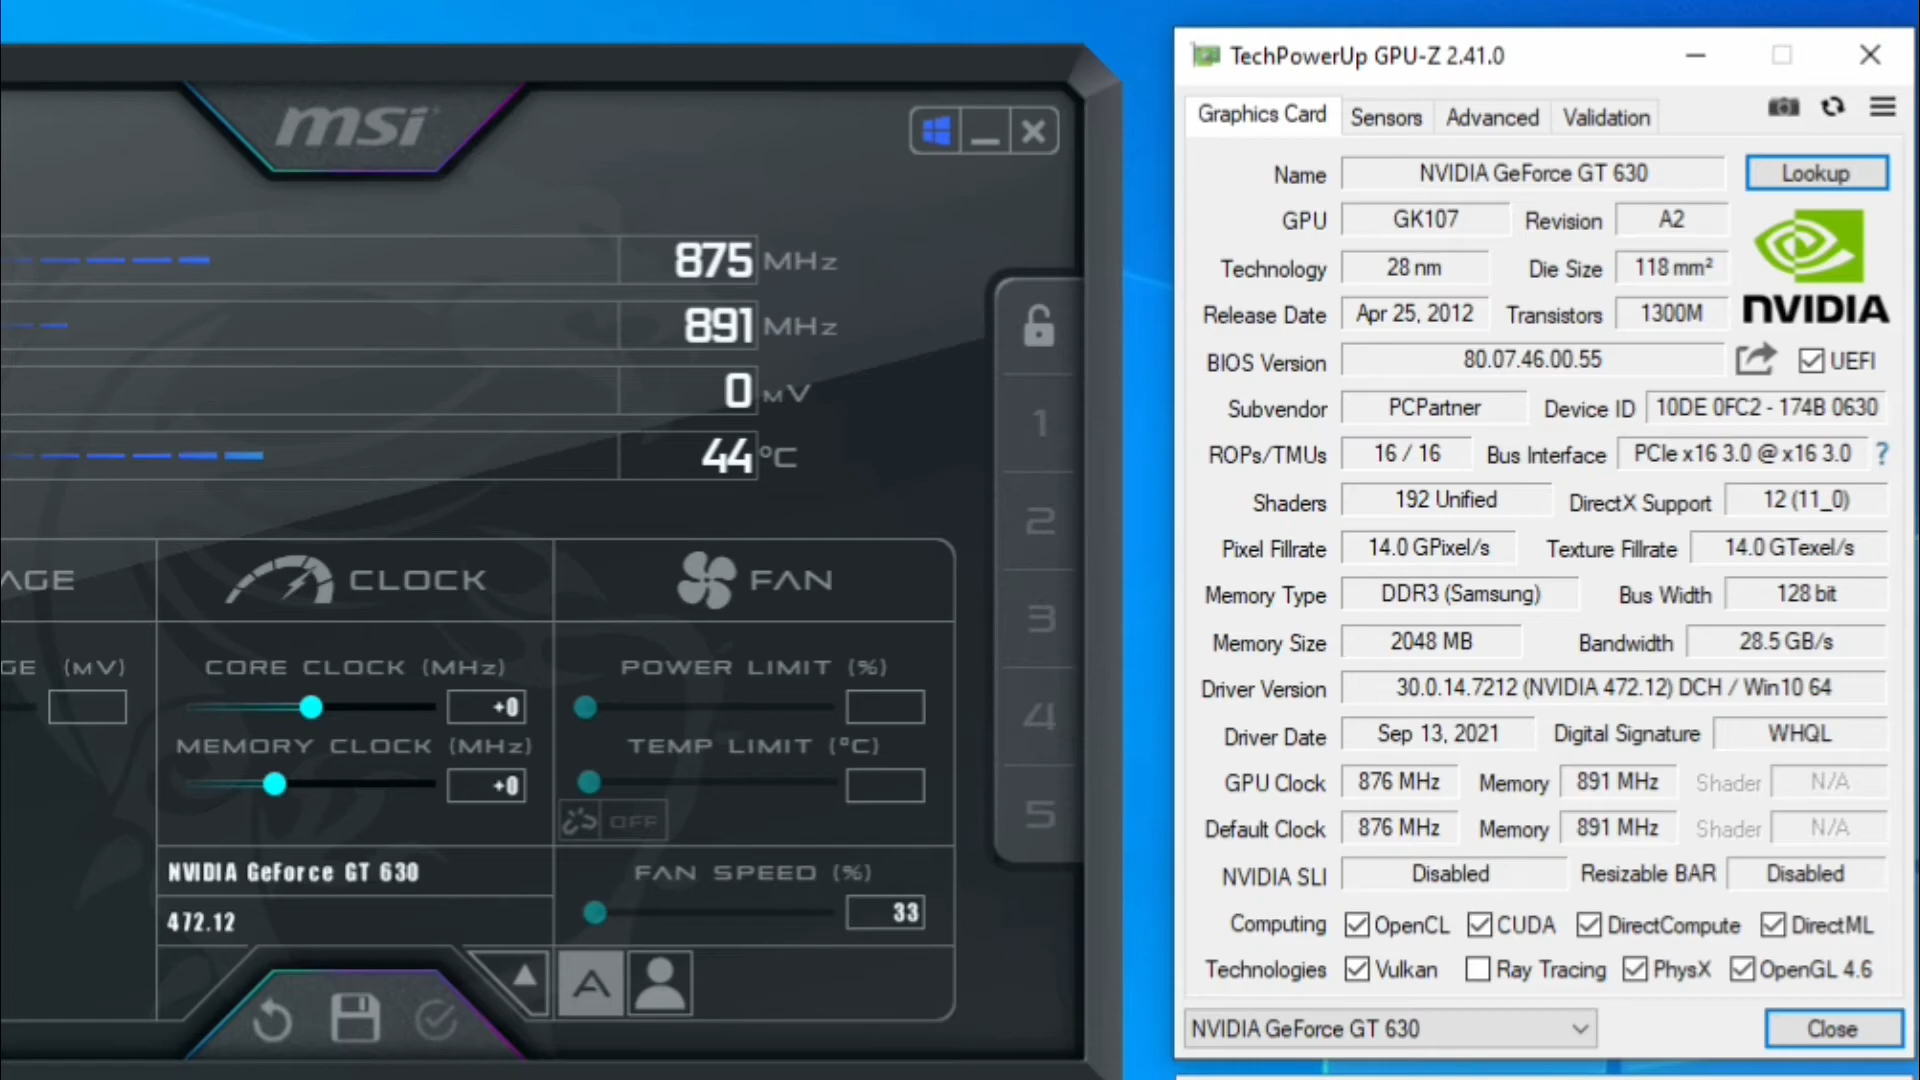 msi
875 MHz
891 MHz
0 mV
44 °C
1
2
3
4
5
AGE
CLOCK
FAN
GE (mV)
CORE CLOCK (MHz)
+0
MEMORY CLOCK (MHz)
+0
POWER LIMIT (%)
TEMP LIMIT (°C)
OFF
FAN SPEED (%)
33
NVIDIA GeForce GT 630
472.12
A
TechPowerUp GPU-Z 2.41.0
Graphics Card Sensors Advanced Validation
Name NVIDIA GeForce GT 630 Lookup
GPU GK107 Revision A2
Technology 28 nm Die Size 118 mm²
Release Date Apr 25, 2012 Transistors 1300M
NVIDIA
BIOS Version 80.07.46.00.55 UEFI
Subvendor PCPartner Device ID 10DE 0FC2 - 174B 0630
ROPs/TMUs 16 / 16 Bus Interface PCIe x16 3.0 @ x16 3.0 ?
Shaders 192 Unified DirectX Support 12 (11_0)
Pixel Fillrate 14.0 GPixel/s Texture Fillrate 14.0 GTexel/s
Memory Type DDR3 (Samsung) Bus Width 128 bit
Memory Size 2048 MB Bandwidth 28.5 GB/s
Driver Version 30.0.14.7212 (NVIDIA 472.12) DCH / Win10 64
Driver Date Sep 13, 2021 Digital Signature WHQL
GPU Clock 876 MHz Memory 891 MHz Shader N/A
Default Clock 876 MHz Memory 891 MHz Shader N/A
NVIDIA SLI Disabled Resizable BAR Disabled
Computing OpenCL CUDA DirectCompute DirectML
Technologies Vulkan Ray Tracing PhysX OpenGL 4.6
NVIDIA GeForce GT 630 Close